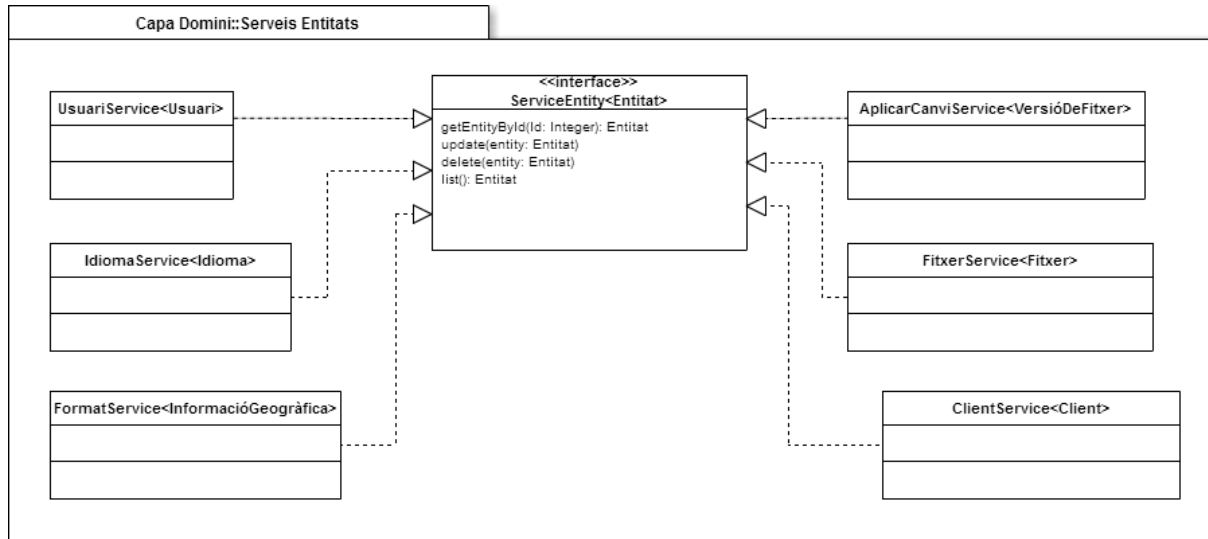 Capa Domini::Serveis Entitats
<<interface>>
ServiceEntity<Entitat>
getEntityById(Id: Integer): Entitat
update(entity: Entitat)
delete(entity: Entitat)
list(): Entitat
UsuariService<Usuari>
IdiomaService<Idioma>
FormatService<InformacióGeogràfica>
AplicarCanviService<VersióDeFitxer>
FitxerService<Fitxer>
ClientService<Client>